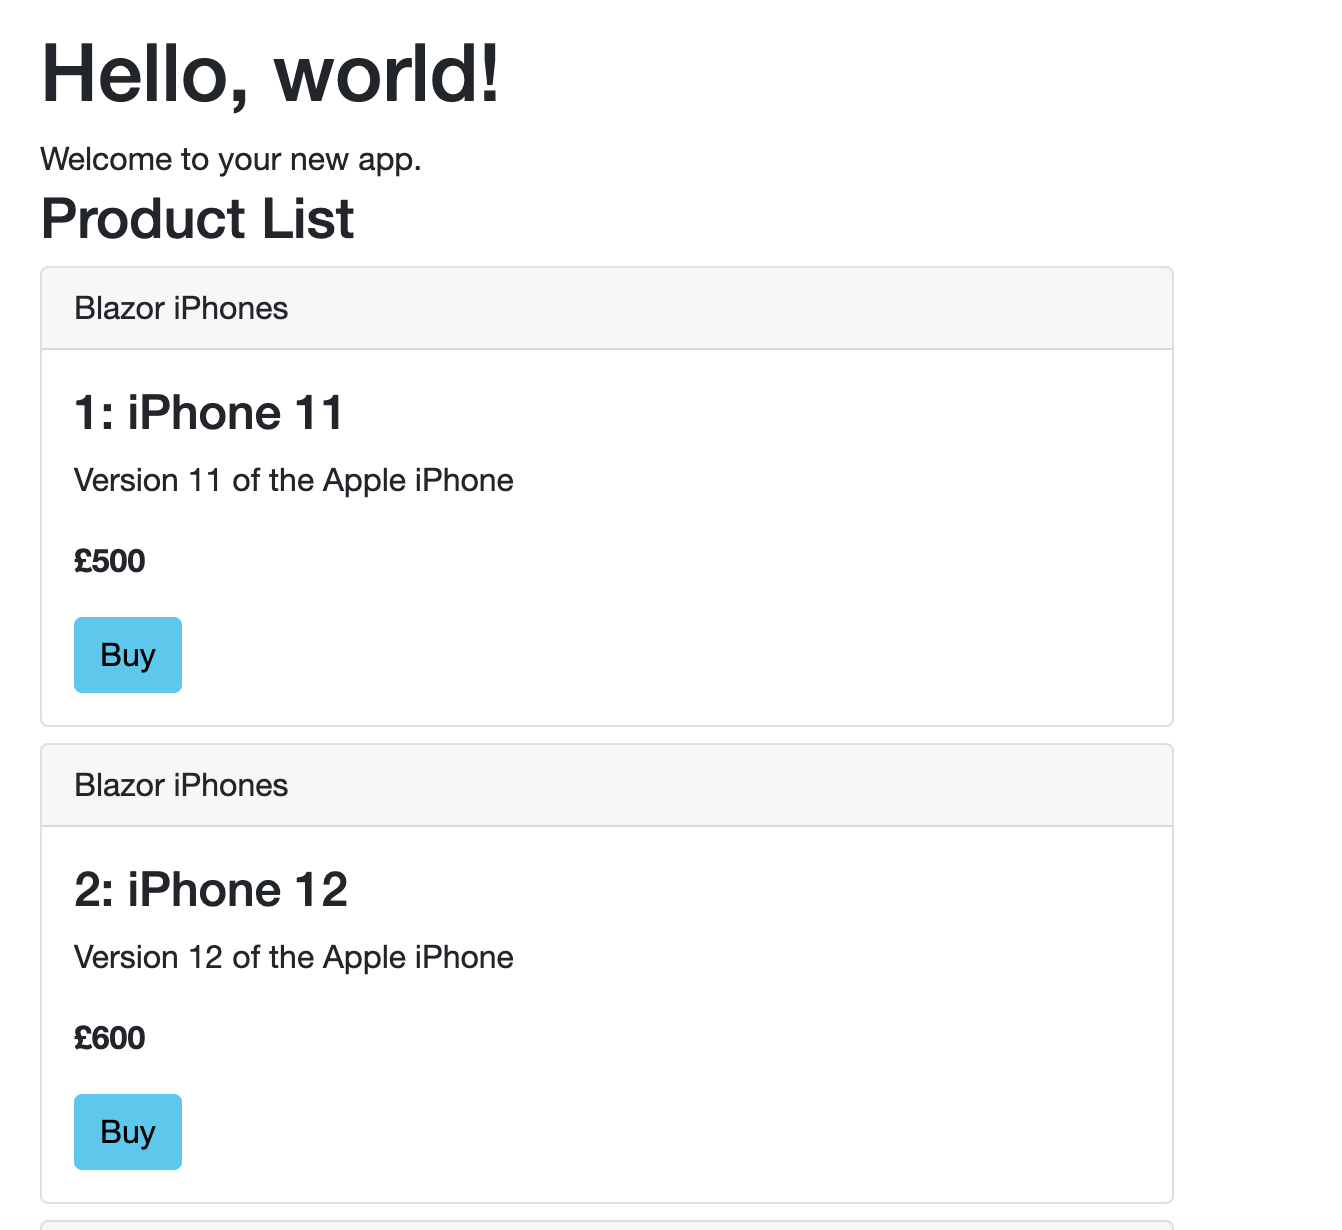 Hello, world!
Welcome to your new app.
Product List
Blazor iPhones
1: iPhone 11
Version 11 of the Apple iPhone
£500
Buy
Blazor iPhones
2: iPhone 12
Version 12 of the Apple iPhone
£600
Buy